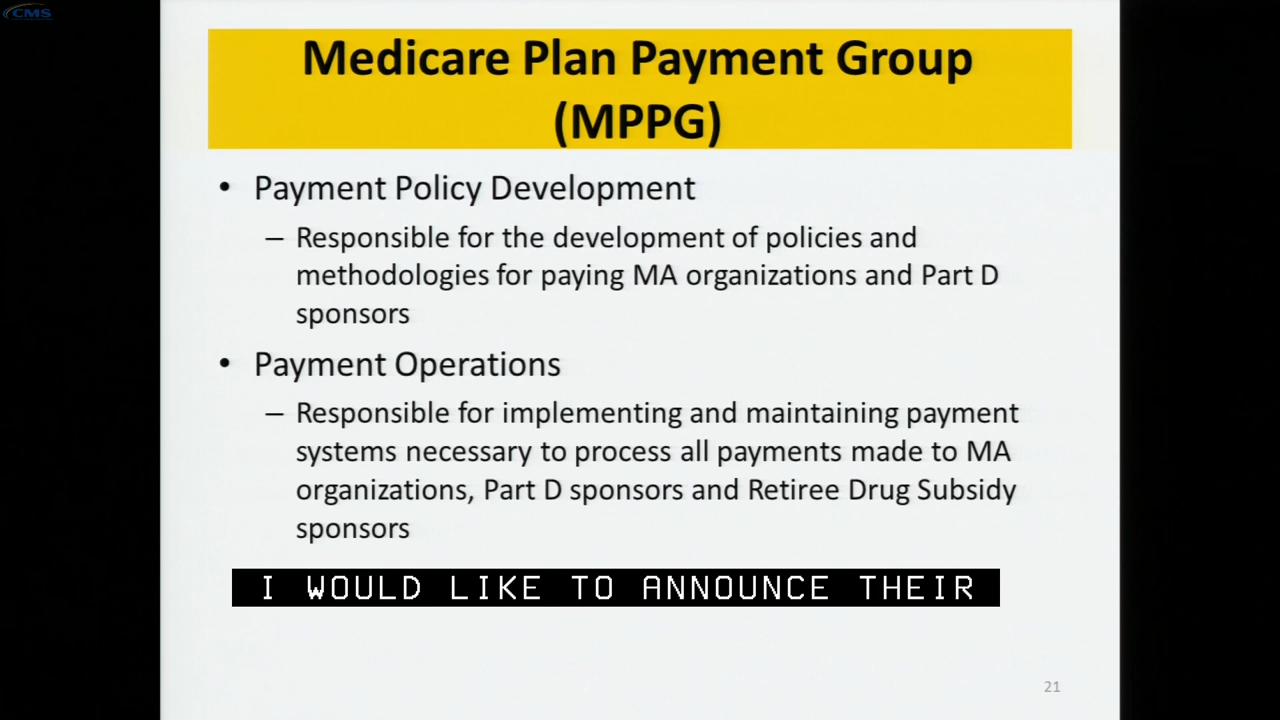 CMS
Medicare Plan Payment Group
(MPPG)
• Payment Policy Development
– Responsible for the development of policies and
methodologies for paying MA organizations and Part D
sponsors
• Payment Operations
– Responsible for implementing and maintaining payment
systems necessary to process all payments made to MA
organizations, Part D sponsors and Retiree Drug Subsidy
sponsors
I WOULD LIKE TO ANNOUNCE THEIR
21